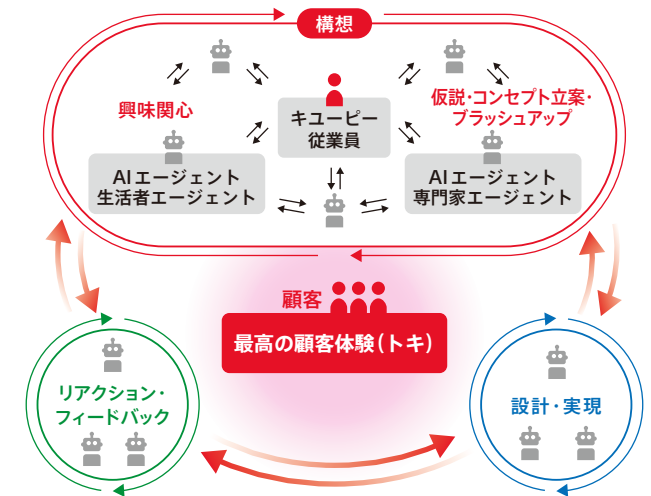 構想
興味関心
キユーピー
従業員
仮説・コンセプト立案・
ブラッシュアップ
AIエージェント
生活者エージェント
AIエージェント
専門家エージェント
顧客
最高の顧客体験(トキ)
リアクション・
フィードバック
設計・実現